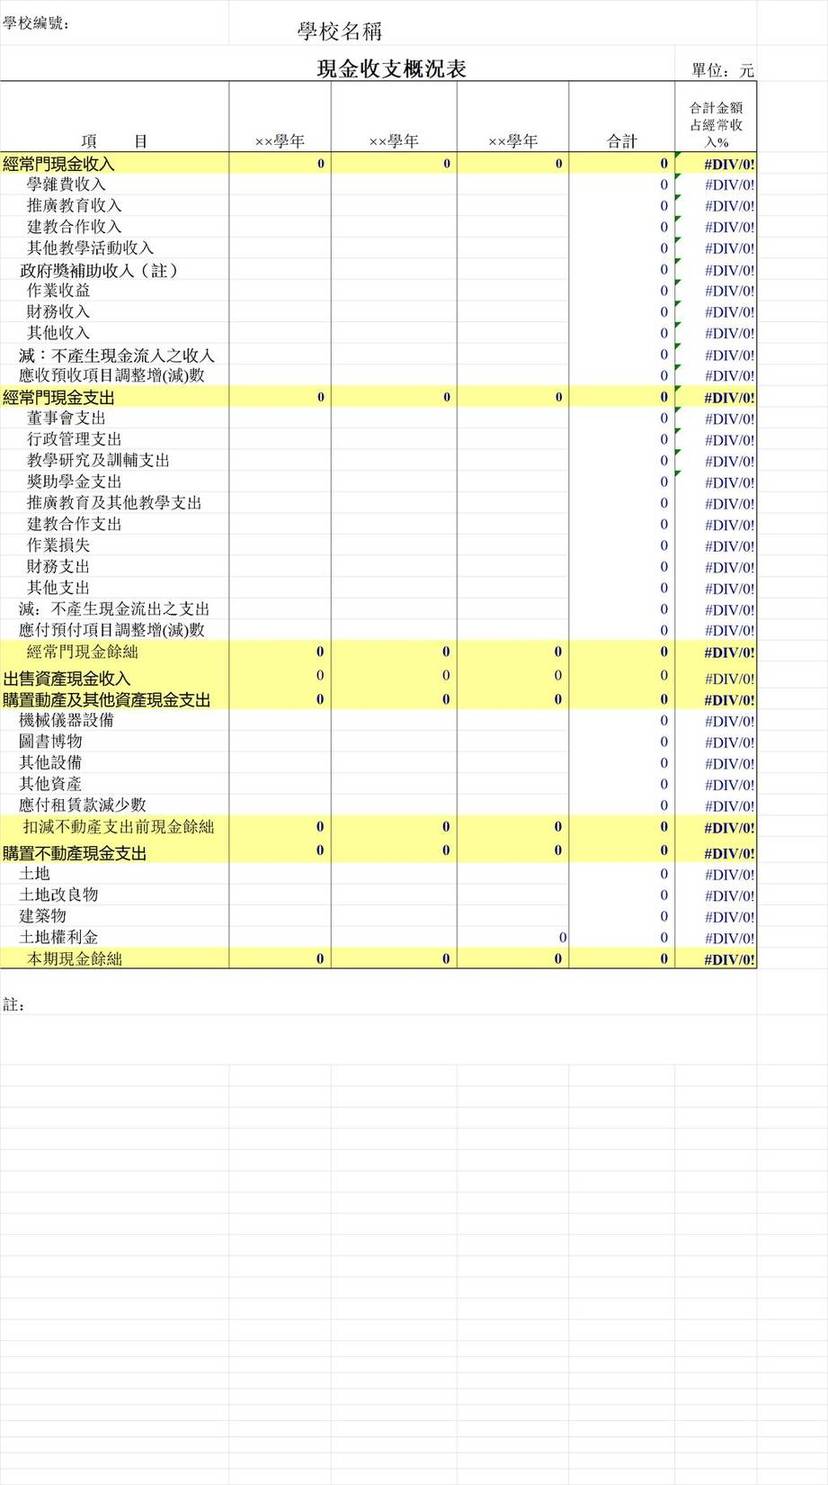 學校編號:
學校名稱
現金收支概況表 單位: 元
項 目 ××學年 ××學年 ××學年 合計 合計金額占經常收入%
經常門現金收入 0 0 0 0 #DIV/0!
學雜費收入 0 #DIV/0!
推廣教育收入 0 #DIV/0!
建教合作收入 0 #DIV/0!
其他教學活動收入 0 #DIV/0!
政府獎補助收入（註） 0 #DIV/0!
作業收益 0 #DIV/0!
財務收入 0 #DIV/0!
其他收入 0 #DIV/0!
減：不產生現金流入之收入 0 #DIV/0!
應收預收項目調整增(減)數 0 #DIV/0!
經常門現金支出 0 0 0 0 #DIV/0!
董事會支出 0 #DIV/0!
行政管理支出 0 #DIV/0!
教學研究及訓輔支出 0 #DIV/0!
獎助學金支出 0 #DIV/0!
推廣教育及其他教學支出 0 #DIV/0!
建教合作支出 0 #DIV/0!
作業損失 0 #DIV/0!
財務支出 0 #DIV/0!
其他支出 0 #DIV/0!
減: 不產生現金流出之支出 0 #DIV/0!
應付預付項目調整增(減)數 0 #DIV/0!
經常門現金餘絀 0 0 0 0 #DIV/0!
出售資產現金收入 0 0 0 0 #DIV/0!
購置動產及其他資產現金支出 0 0 0 0 #DIV/0!
機械儀器設備 0 #DIV/0!
圖書博物 0 #DIV/0!
其他設備 0 #DIV/0!
其他資產 0 #DIV/0!
應付租賃款減少數 0 #DIV/0!
扣減不動產支出前現金餘絀 0 0 0 0 #DIV/0!
購置不動產現金支出 0 0 0 0 #DIV/0!
土地 0 #DIV/0!
土地改良物 0 #DIV/0!
建築物 0 #DIV/0!
土地權利金 0 0 #DIV/0!
本期現金餘絀 0 0 0 0 #DIV/0!
註: